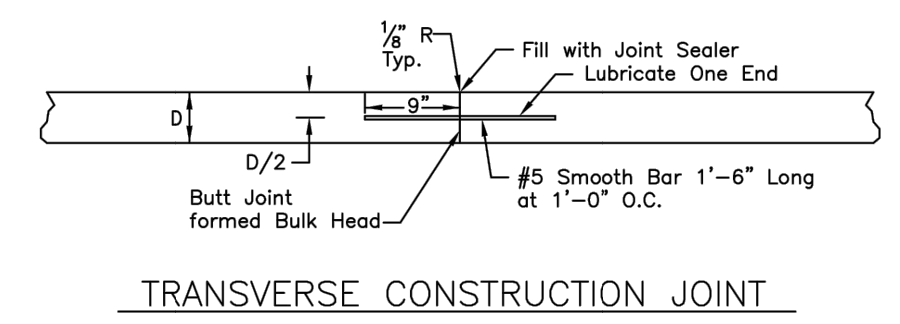 ⅛" R
Typ.
Fill with Joint Sealer
Lubricate One End
9"
D
D/2
#5 Smooth Bar 1'-6" Long
at 1'-0" O.C.
Butt Joint
formed Bulk Head
TRANSVERSE CONSTRUCTION JOINT